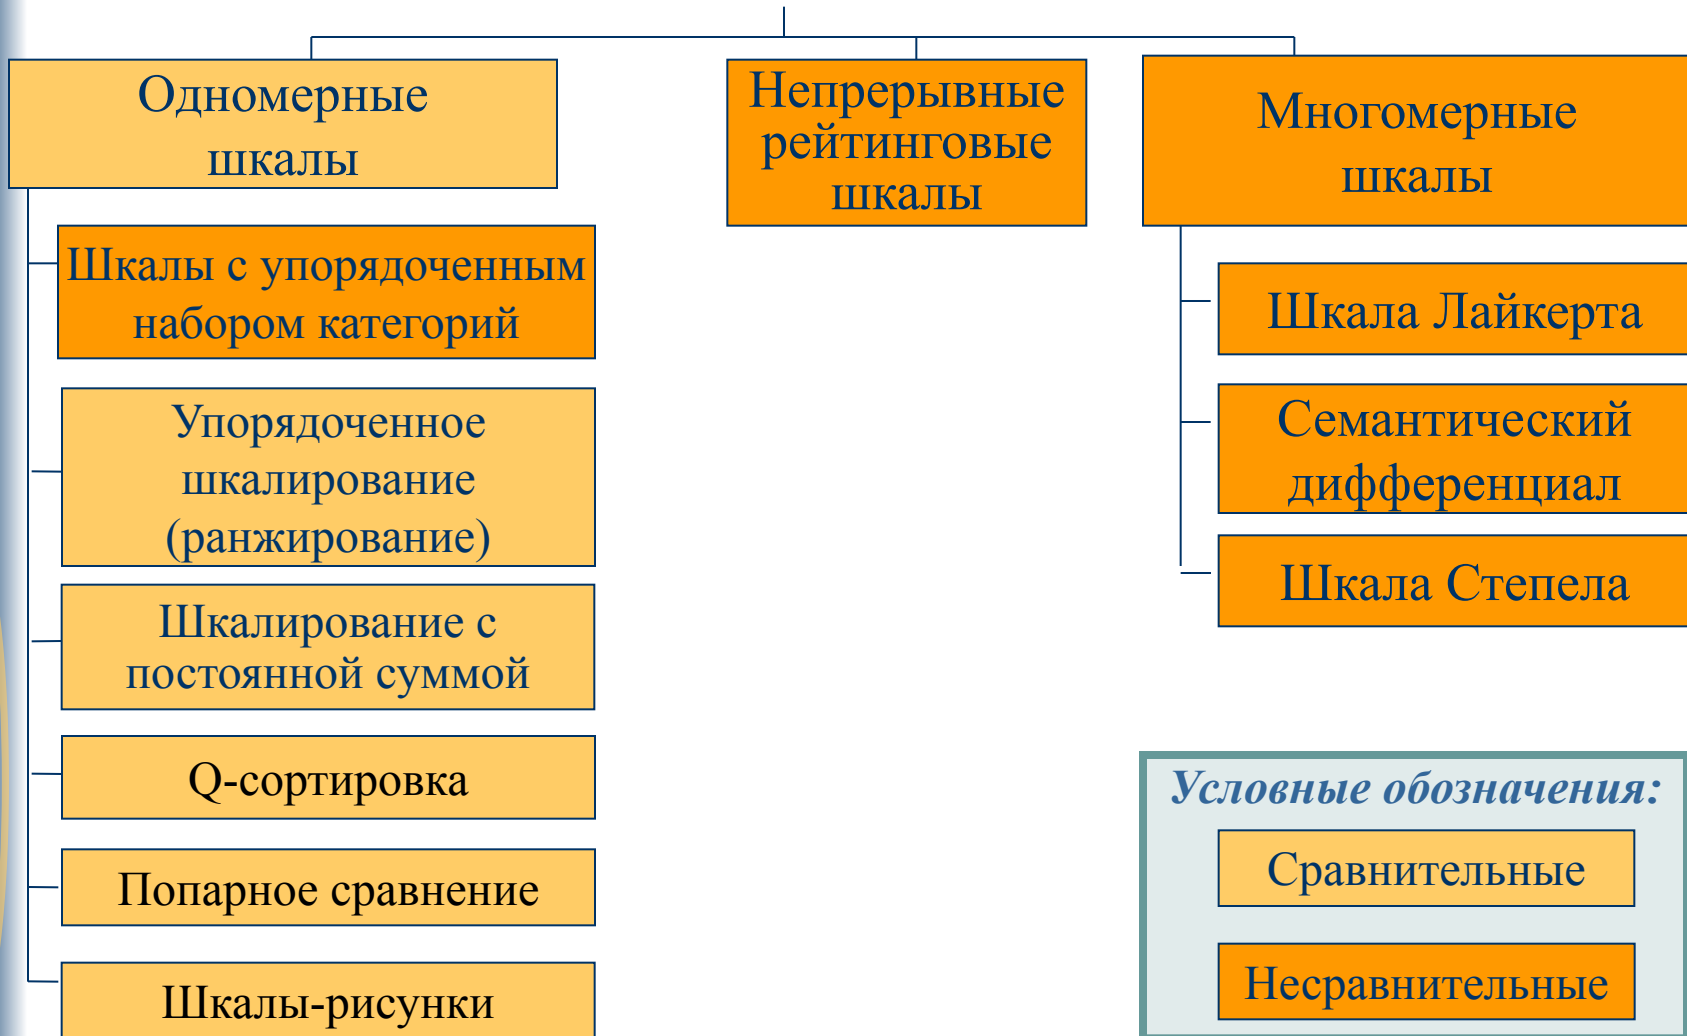 Одномерные
шкалы
Шкалы с упорядоченным
набором категорий
Упорядоченное
шкалирование
(ранжирование)
Шкалирование с
постоянной суммой
Q-сортировка
Попарное сравнение
Шкалы-рисунки
Непрерывные
рейтинговые
шкалы
Многомерные
шкалы
Шкала Лайкерта
Семантический
дифференциал
Шкала Степела
Условные обозначения:
Сравнительные
Несравнительные